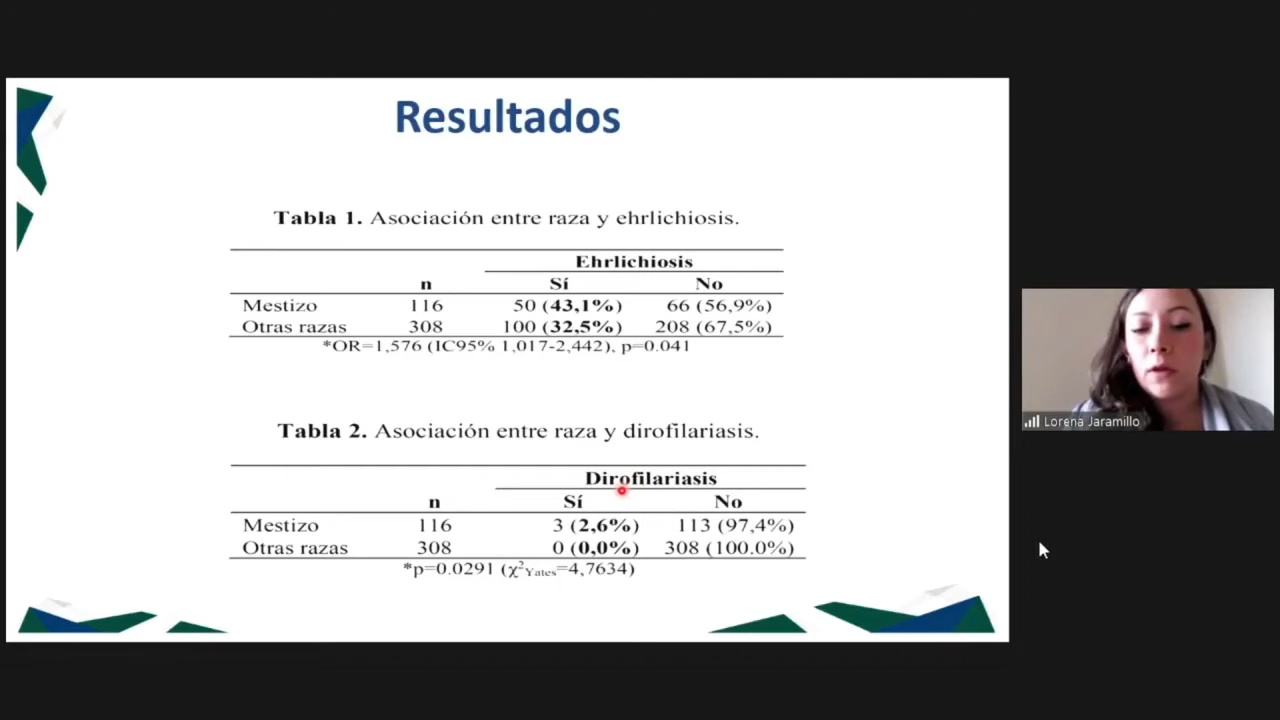 Resultados
Tabla 1. Asociación entre raza y ehrlichiosis.
Ehrlichiosis
n Sí No
Mestizo 116 50 (43,1%) 66 (56,9%)
Otras razas 308 100 (32,5%) 208 (67,5%)
*OR=1,576 (IC95% 1,017-2,442), p=0.041
Tabla 2. Asociación entre raza y dirofilariasis.
Dirofilariasis
n Sí No
Mestizo 116 3 (2,6%) 113 (97,4%)
Otras razas 308 0 (0,0%) 308 (100.0%)
*p=0.0291 (χ²Yates=4,7634)
Lorena Jaramillo